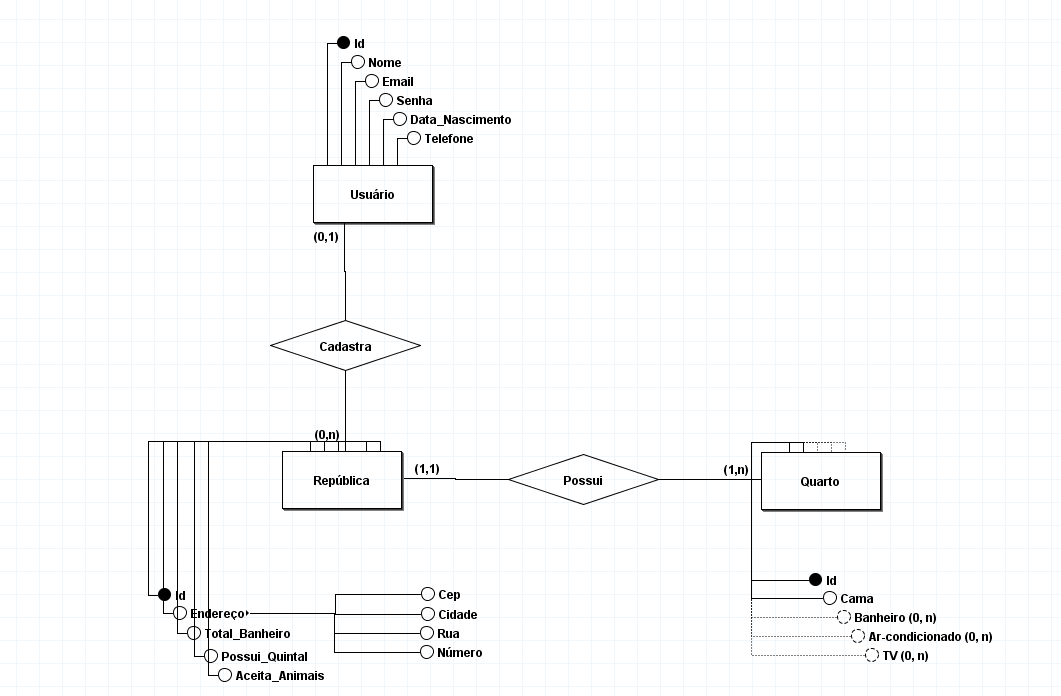 Id
Nome
Email
Senha
Data_Nascimento
Telefone
Usuário
(0,1)
Cadastra
(0,n)
República
(1,1)
Possui
(1,n)
Quarto
Id
Endereço
Total_Banheiro
Possui_Quintal
Aceita_Animais
Cep
Cidade
Rua
Número
Id
Cama
Banheiro (0, n)
Ar-condicionado (0, n)
TV (0, n)